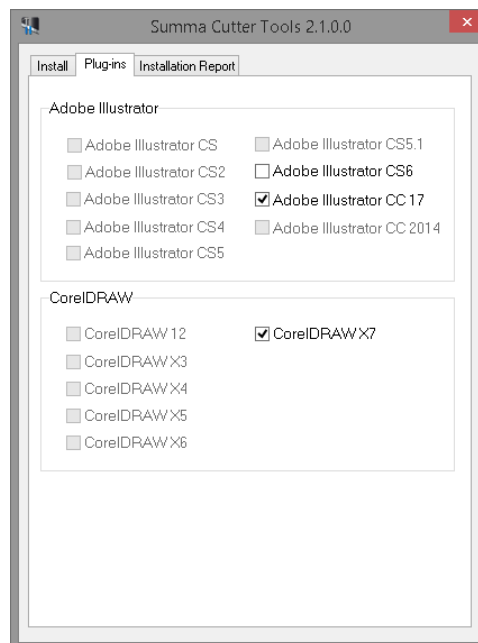 Summa Cutter Tools 2.1.0.0
Install Plug-ins Installation Report
Adobe Illustrator
Adobe Illustrator CS
Adobe Illustrator CS2
Adobe Illustrator CS3
Adobe Illustrator CS4
Adobe Illustrator CS5
Adobe Illustrator CS5.1
Adobe Illustrator CS6
Adobe Illustrator CC 17
Adobe Illustrator CC 2014
CorelDRAW
CorelDRAW 12
CorelDRAW X3
CorelDRAW X4
CorelDRAW X5
CorelDRAW X6
CorelDRAW X7